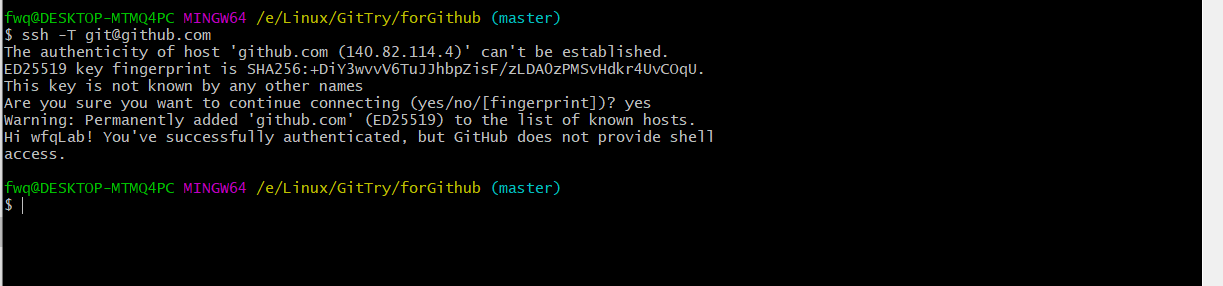 fwq@DESKTOP-MTMQ4PC MINGW64 /e/Linux/GitTry/forGithub (master)
$ ssh -T git@github.com
The authenticity of host 'github.com (140.82.114.4)' can't be established.
ED25519 key fingerprint is SHA256:+DiY3wvvV6TuJJhbpZisF/zLDA0zPMSvHdkr4UvCOqU.
This key is not known by any other names
Are you sure you want to continue connecting (yes/no/[fingerprint])? yes
Warning: Permanently added 'github.com' (ED25519) to the list of known hosts.
Hi wfqLab! You've successfully authenticated, but GitHub does not provide shell
access.
fwq@DESKTOP-MTMQ4PC MINGW64 /e/Linux/GitTry/forGithub (master)
$